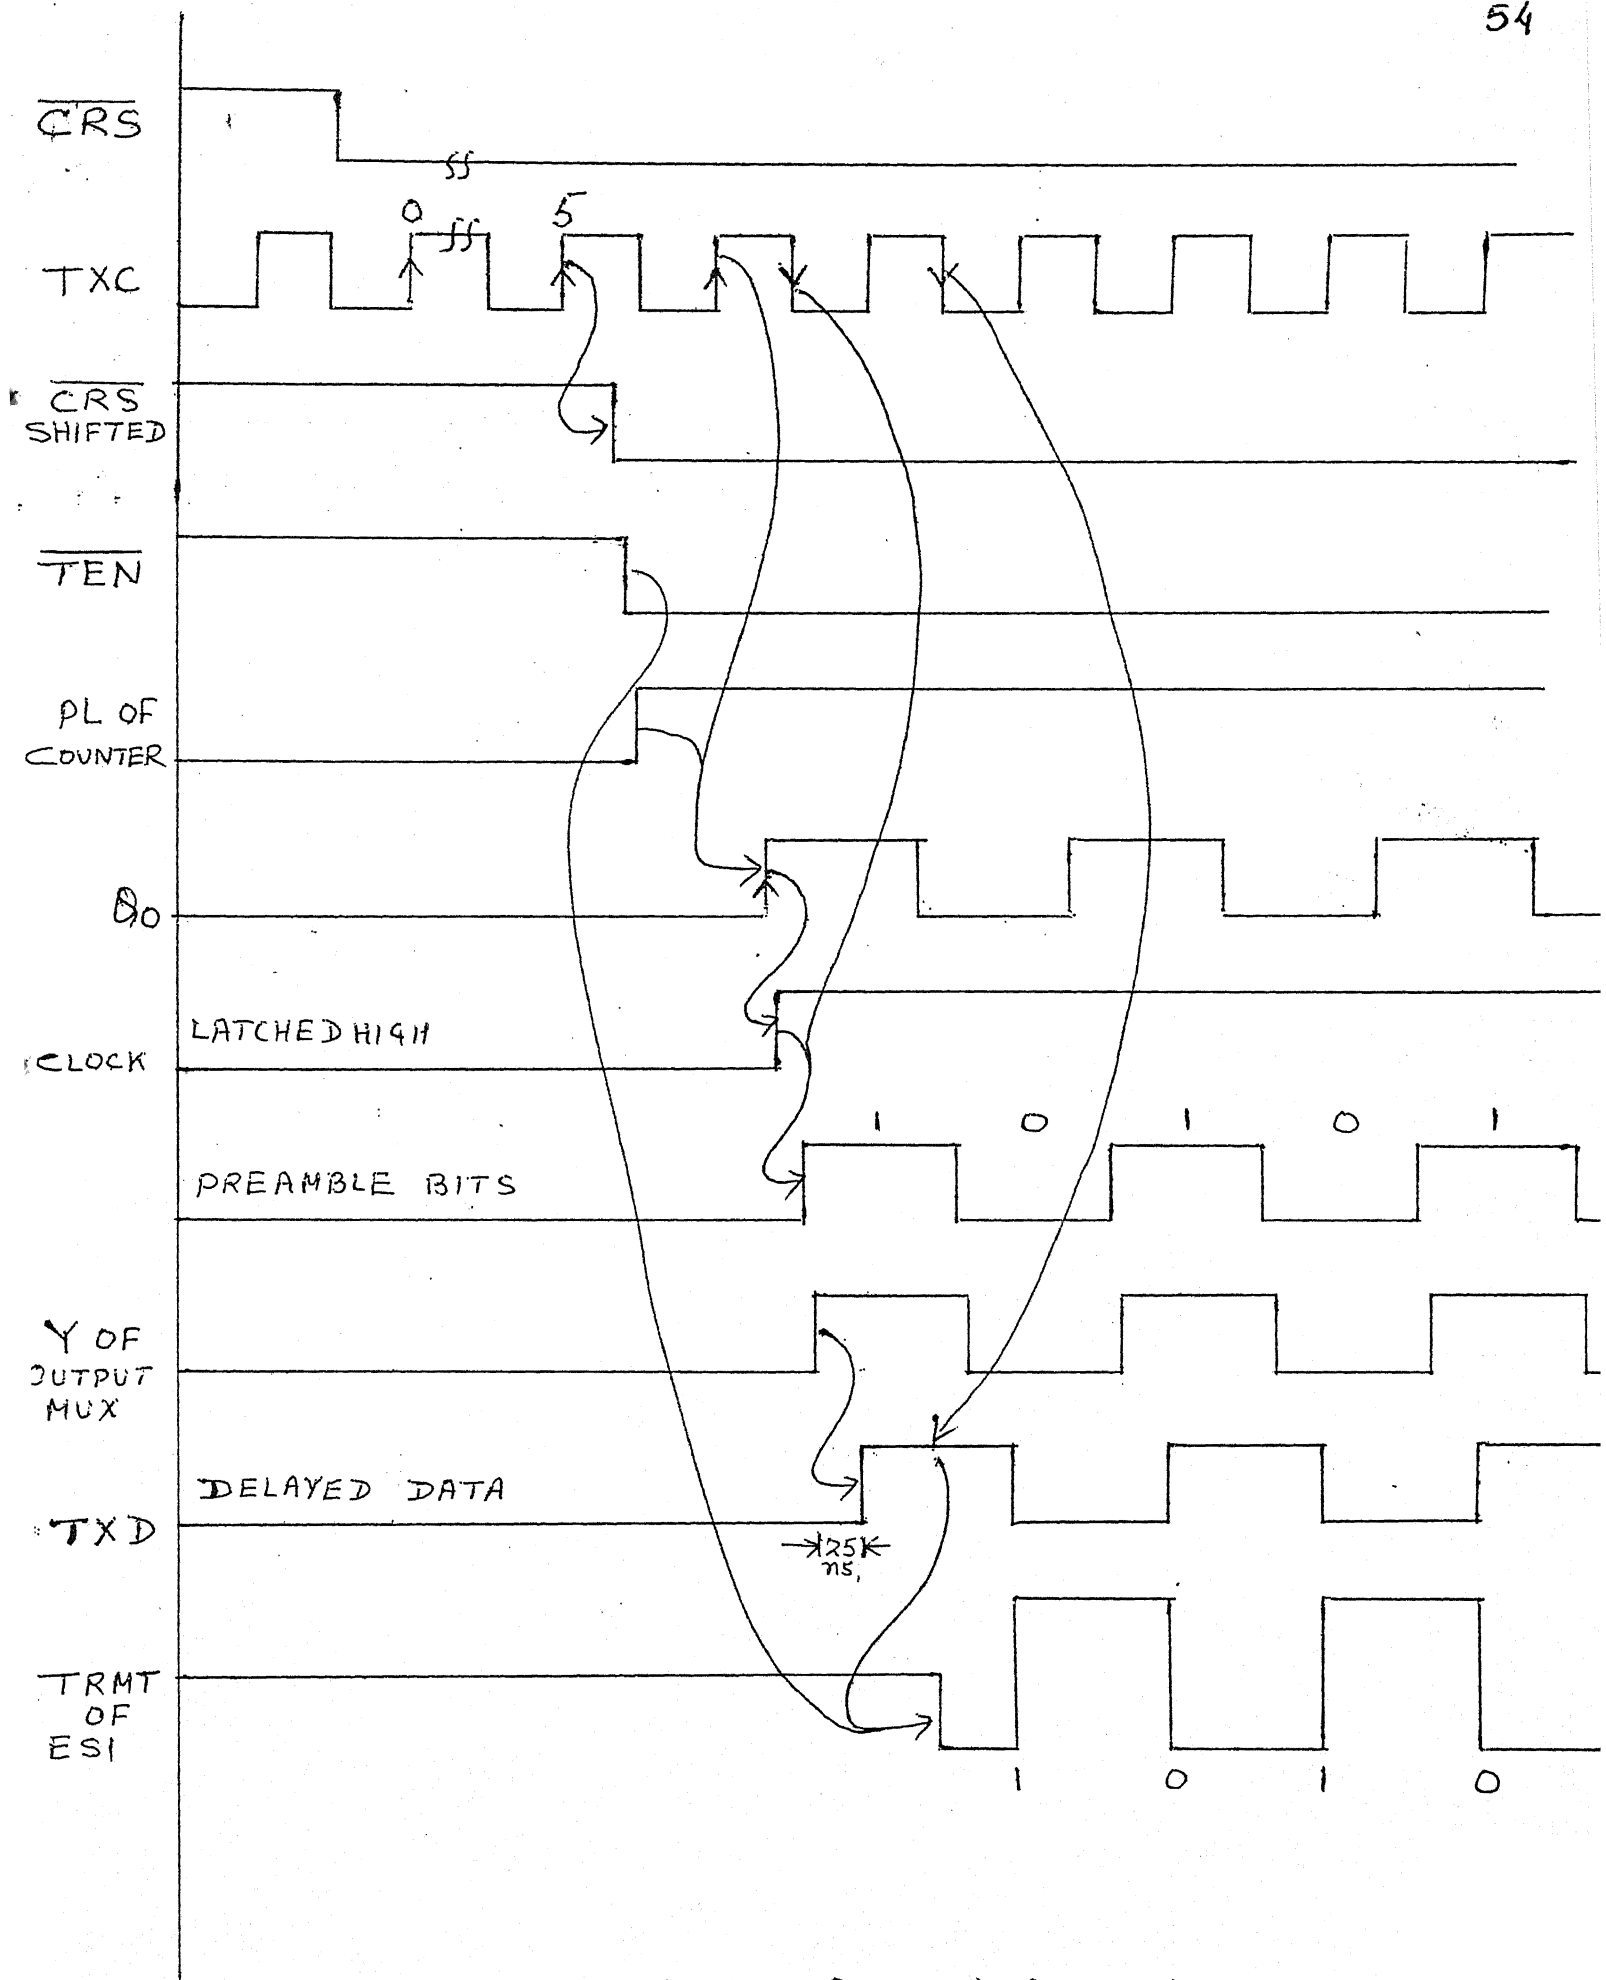 54
CRS
0 5
TXC
CRS
SHIFTED
TEN
PL OF
COUNTER
Q0
LATCHED HIGH
CLOCK
1 0 1 0 1
PREAMBLE BITS
Y OF
OUTPUT
MUX
DELAYED DATA
TXD
25
ns.
TRMT
OF
ESI
1 0 1 0